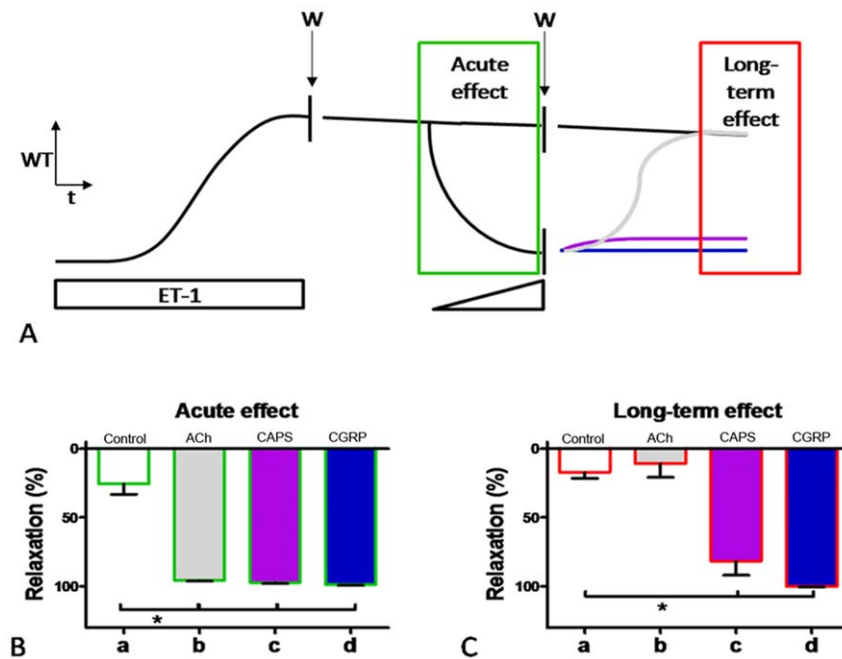 W
W
Acute
effect
Long-
term
effect
WT
t
ET-1
A
Acute effect
Control ACh CAPS CGRP
0
50
100
Relaxation (%)
*
a b c d
B
Long-term effect
Control ACh CAPS CGRP
0
50
100
Relaxation (%)
*
a b c d
C